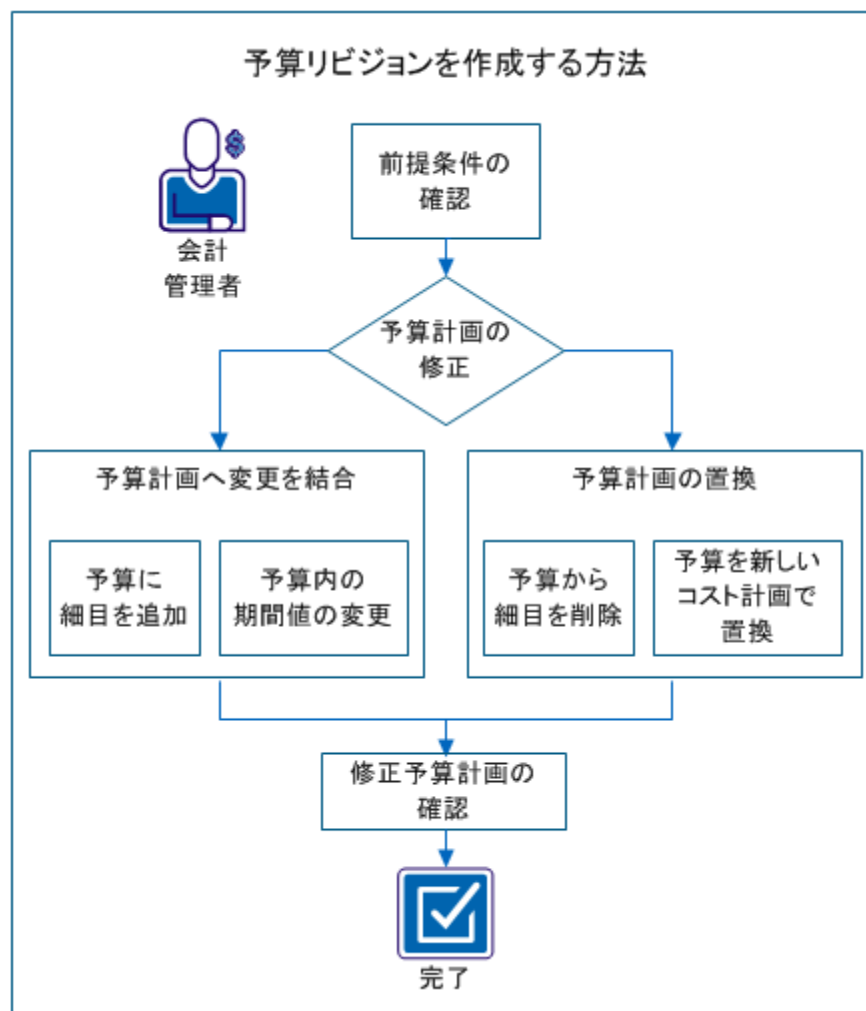 予算リビジョンを作成する方法
前提条件の
確認
会計
管理者
予算計画の
修正
予算計画へ変更を結合
予算に
細目を追加
予算内の
期間値の変更
予算計画の置換
予算から
細目を削除
予算を新しい
コスト計画で
置換
修正予算計画の
確認
完了